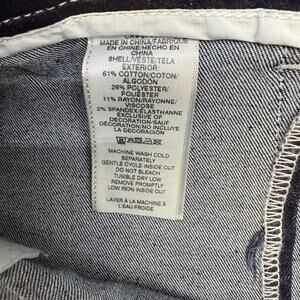 MADE IN CHINA/FABRIQUE
EN CHINE/HECHO EN
CHINA
SHELL/VESTE/TELA
EXTERIOR:
61% COTTON/COTON/
ALGODÓN
26% POLYESTER/
POLIÉSTER
11% RAYON/RAYONNE/
VISCOSE
2% SPANDEX/ÉLASTHANNE
EXCLUSIVE OF
DECORATION/SAUF
DÉCORATION/NO INCLUYE
LA DECORACIÓN
MACHINE WASH COLD
SEPARATELY
GENTLE CYCLE INSIDE OUT
DO NOT BLEACH
TUMBLE DRY LOW
REMOVE PROMPTLY
LOW IRON INSIDE OUT
LAVER À LA MACHINE À
L'EAU FROIDE